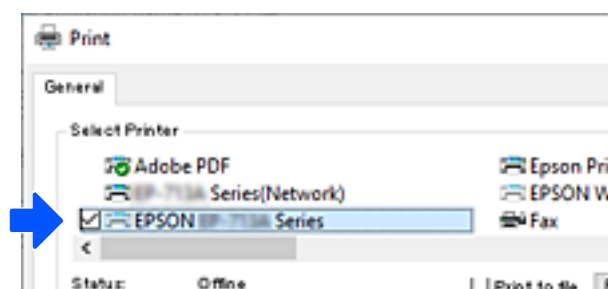 Print
General
Select Printer
Adobe PDF
Epson Pri
Series(Network)
EPSON W
EPSON Series
Fax
Status: Offline
Print to file